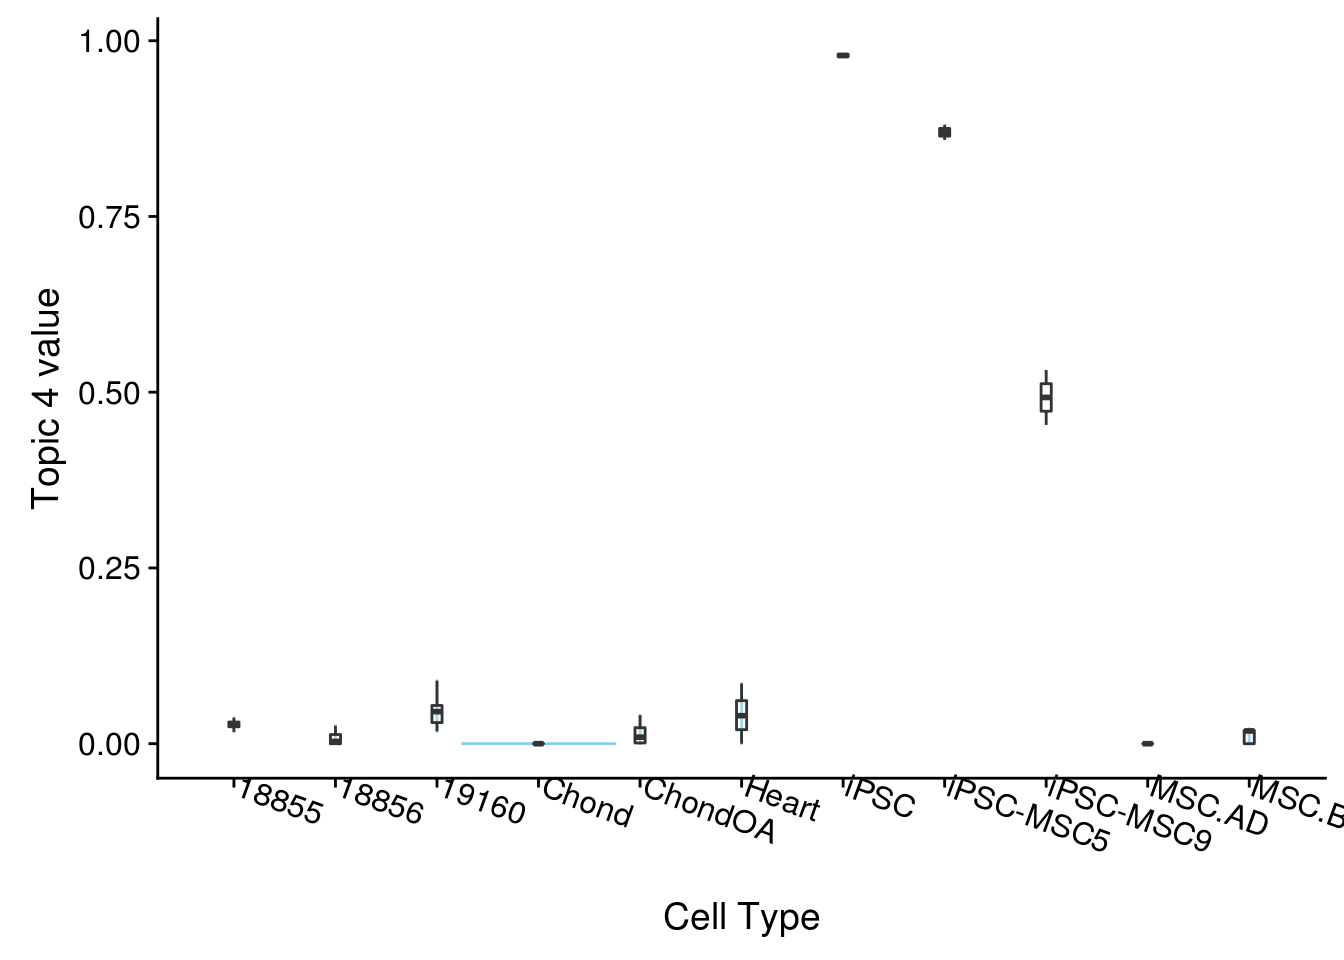 1.00
0.75
0.50
0.25
0.00
Topic 4 value
18855
18856
19160
Chond
ChondOA
Heart
iPSC
iPSC-MSC5
iPSC-MSC9
MSC.AD
MSC.B
Cell Type